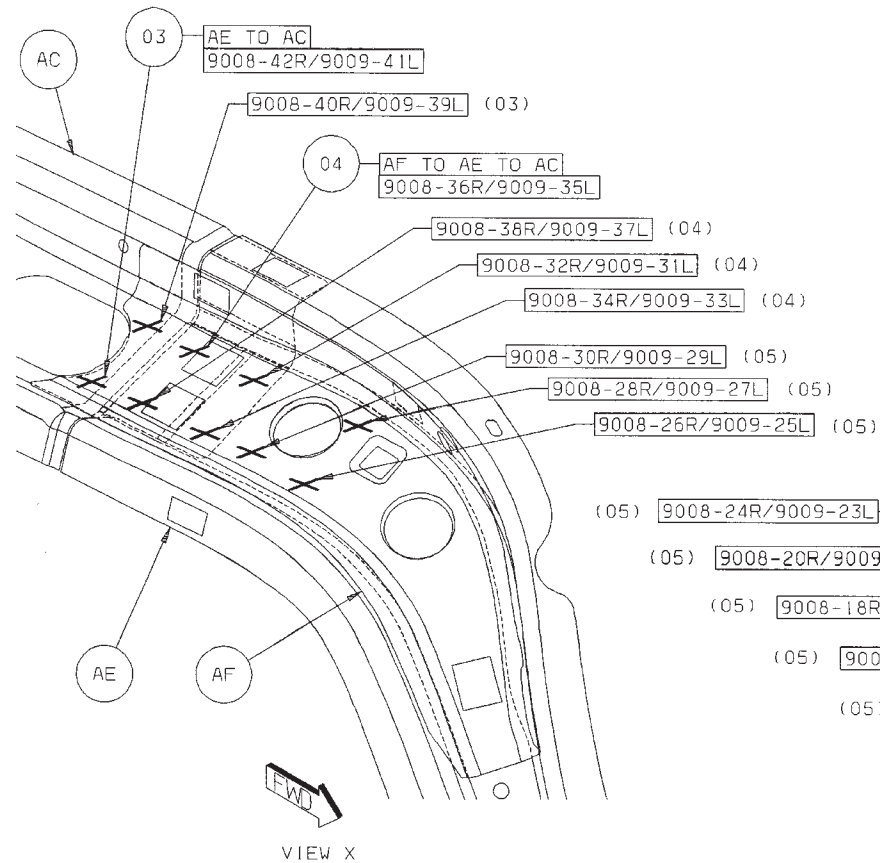 03
AE TO AC
9008-42R/9009-41L
AC
9008-40R/9009-39L (03)
04
AF TO AE TO AC
9008-36R/9009-35L
9008-38R/9009-37L (04)
9008-32R/9009-31L (04)
9008-34R/9009-33L (04)
9008-30R/9009-29L (05)
9008-28R/9009-27L (05)
9008-26R/9009-25L (05)
(05) 9008-24R/9009-23L
(05) 9008-20R/9009
(05) 9008-18R
(05) 900
(05)
AE
AF
FWD
VIEW X